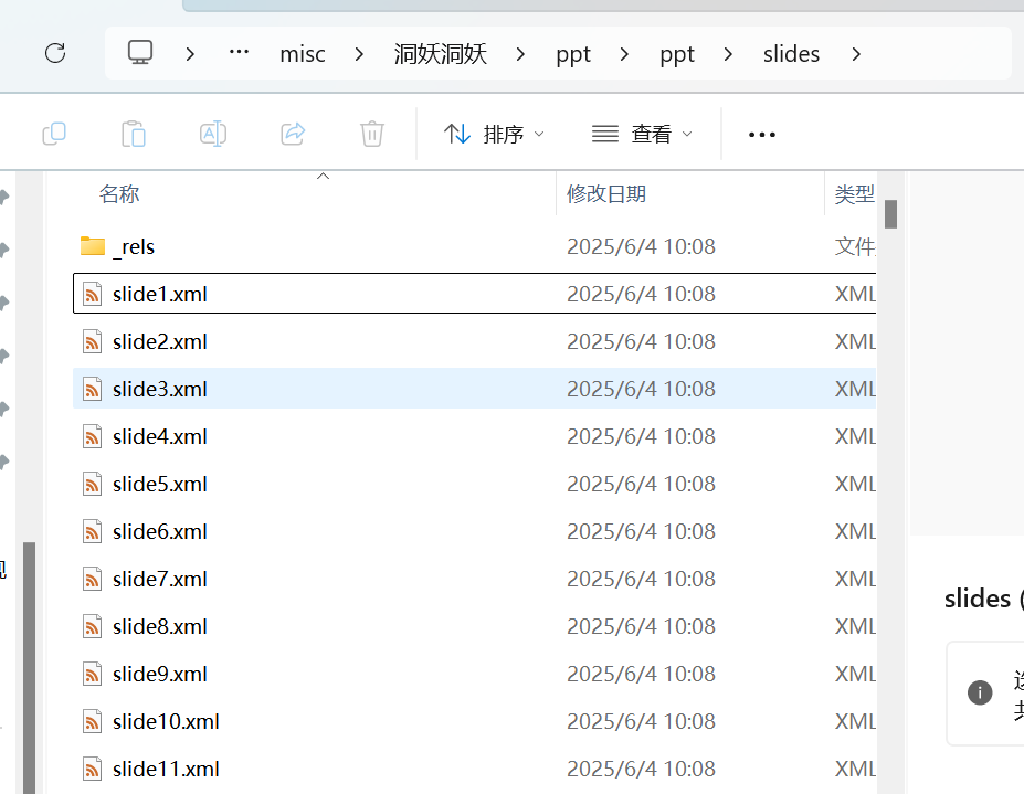 misc 洞妖洞妖 ppt ppt slides
排序 查看
名称 修改日期 类型
_rels 2025/6/4 10:08 文件
slide1.xml 2025/6/4 10:08 XML
slide2.xml 2025/6/4 10:08 XML
slide3.xml 2025/6/4 10:08 XML
slide4.xml 2025/6/4 10:08 XML
slide5.xml 2025/6/4 10:08 XML
slide6.xml 2025/6/4 10:08 XML
slide7.xml 2025/6/4 10:08 XML
slide8.xml 2025/6/4 10:08 XML
slide9.xml 2025/6/4 10:08 XML
slide10.xml 2025/6/4 10:08 XML
slide11.xml 2025/6/4 10:08 XML
slides (